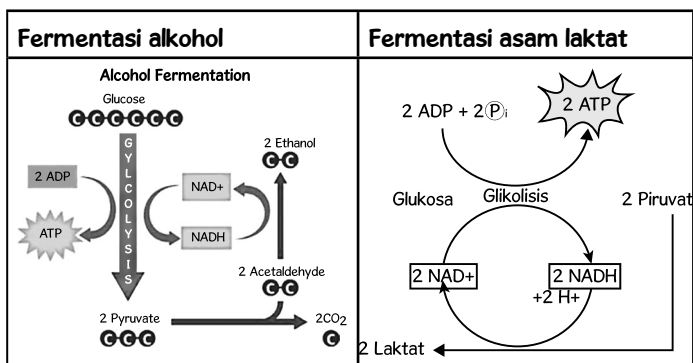 Fermentasi alkohol
Alcohol Fermentation
Glucose
C C C C C C
GYLCOLYSIS
2 ADP
ATP
NAD+
NADH
2 Ethanol
C C
2 Acetaldehyde
C C
2 Pyruvate
C C C
2CO2
C
Fermentasi asam laktat
2 ADP + 2Pi
2 ATP
Glukosa
Glikolisis
2 Piruvat
2 NAD+
2 NADH
+2 H+
2 Laktat